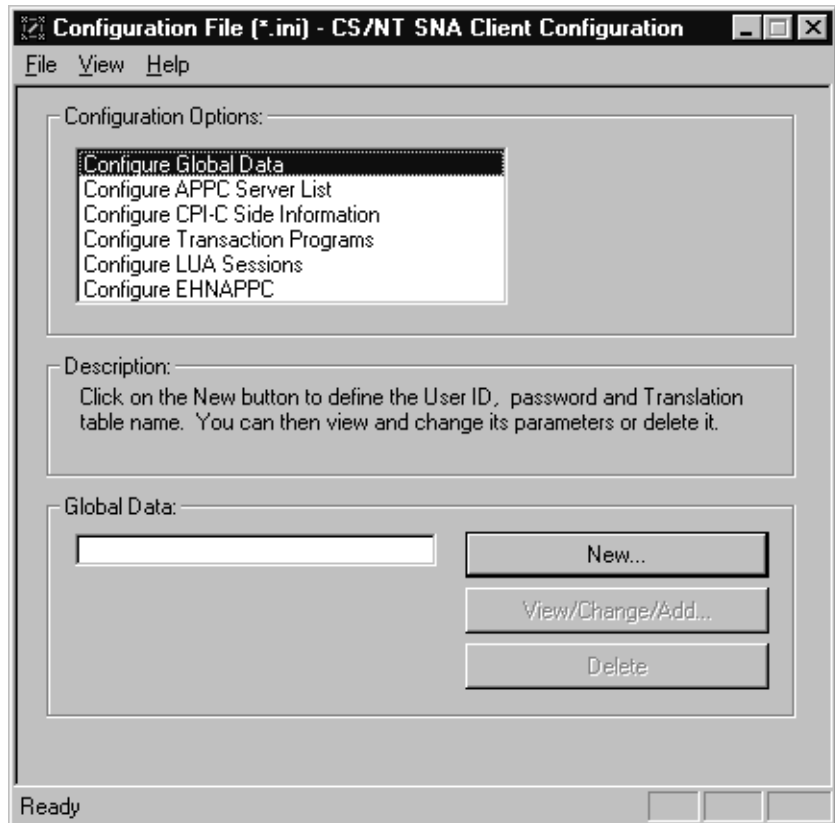 Configuration File (*.ini) - CS/NT SNA Client Configuration
File View Help
Configuration Options:
Configure Global Data
Configure APPC Server List
Configure CPI-C Side Information
Configure Transaction Programs
Configure LUA Sessions
Configure EHNAPPC
Description:
Click on the New button to define the User ID, password and Translation
table name. You can then view and change its parameters or delete it.
Global Data:
New...
View/Change/Add...
Delete
Ready